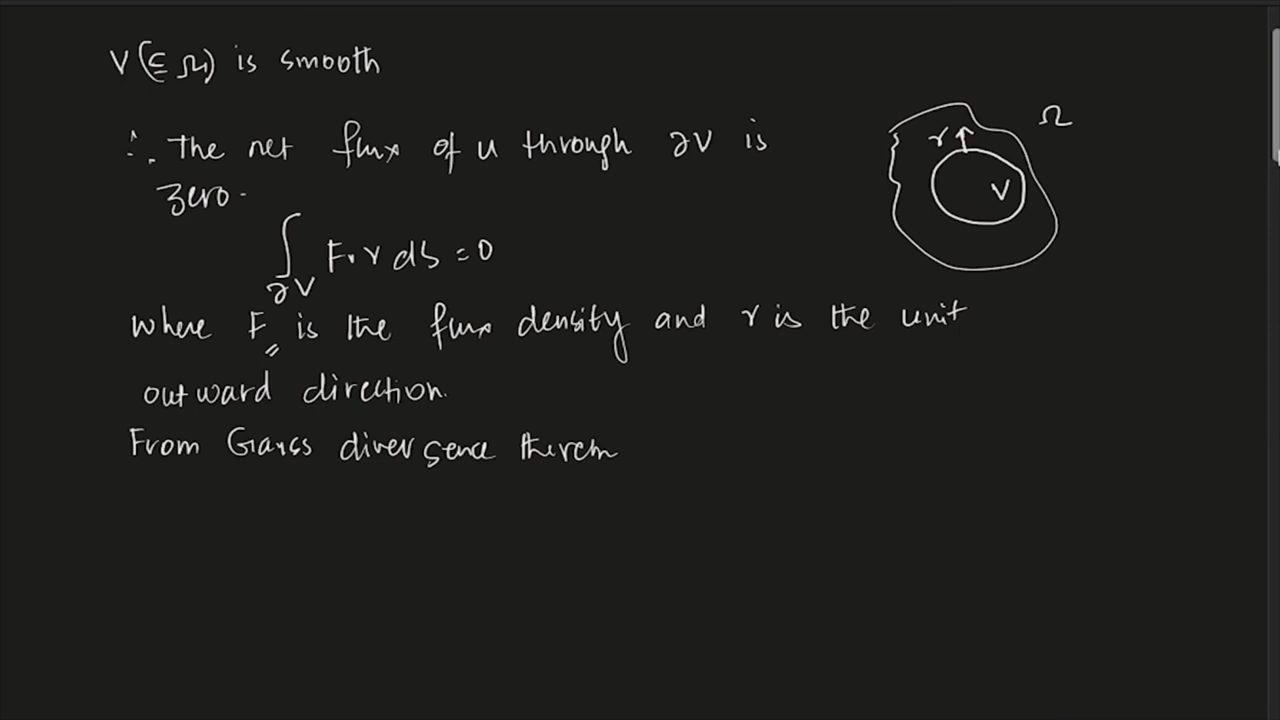 V(⊆ Ω) is smooth
∴ The net flux of u through ∂V is
zero.
∫ F·γ ds = 0
∂V
where F is the flux density and γ is the unit
outward direction.
From Gauss divergence therem
γ
Ω
V